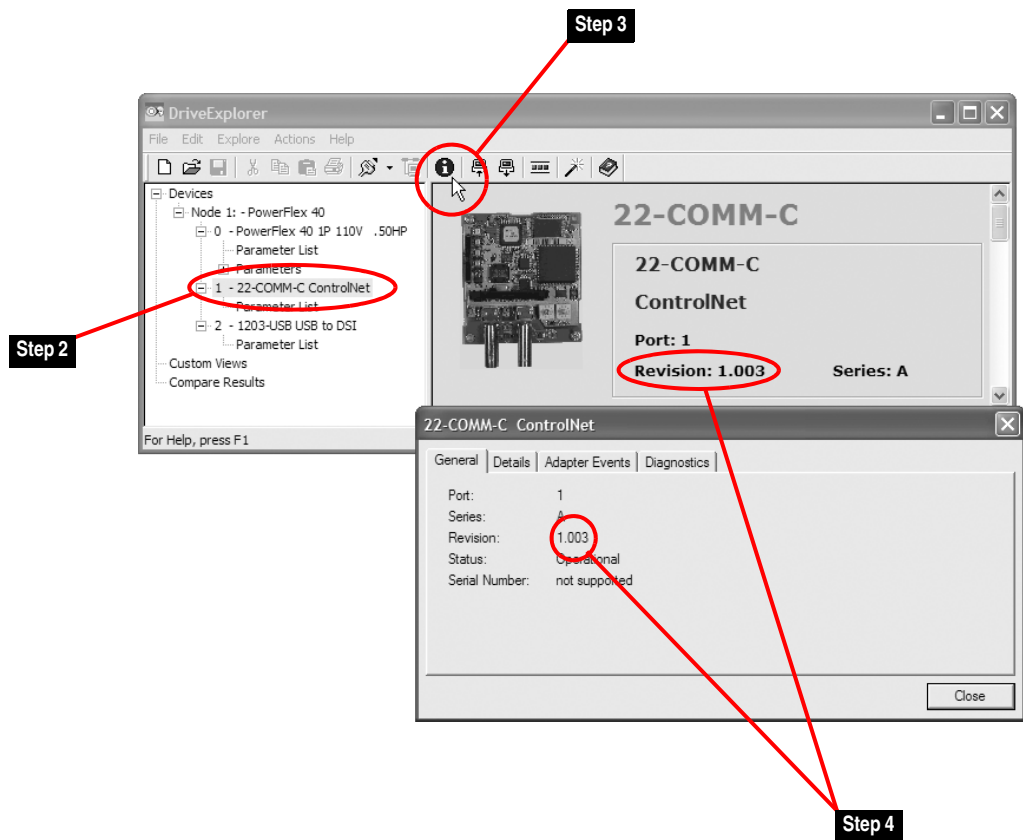 Step 3
DriveExplorer
File Edit Explore Actions Help
Devices
Node 1: - PowerFlex 40
0 - PowerFlex 40 1P 110V .50HP
Parameter List
Parameters
1 - 22-COMM-C ControlNet
Parameter List
2 - 1203-USB USB to DSI
Parameter List
Custom Views
Compare Results
22-COMM-C
22-COMM-C
ControlNet
Port: 1
Revision: 1.003 Series: A
Step 2
For Help, press F1
22-COMM-C ControlNet
General Details Adapter Events Diagnostics
Port: 1
Series: A
Revision: 1.003
Status: Operational
Serial Number: not supported
Close
Step 4